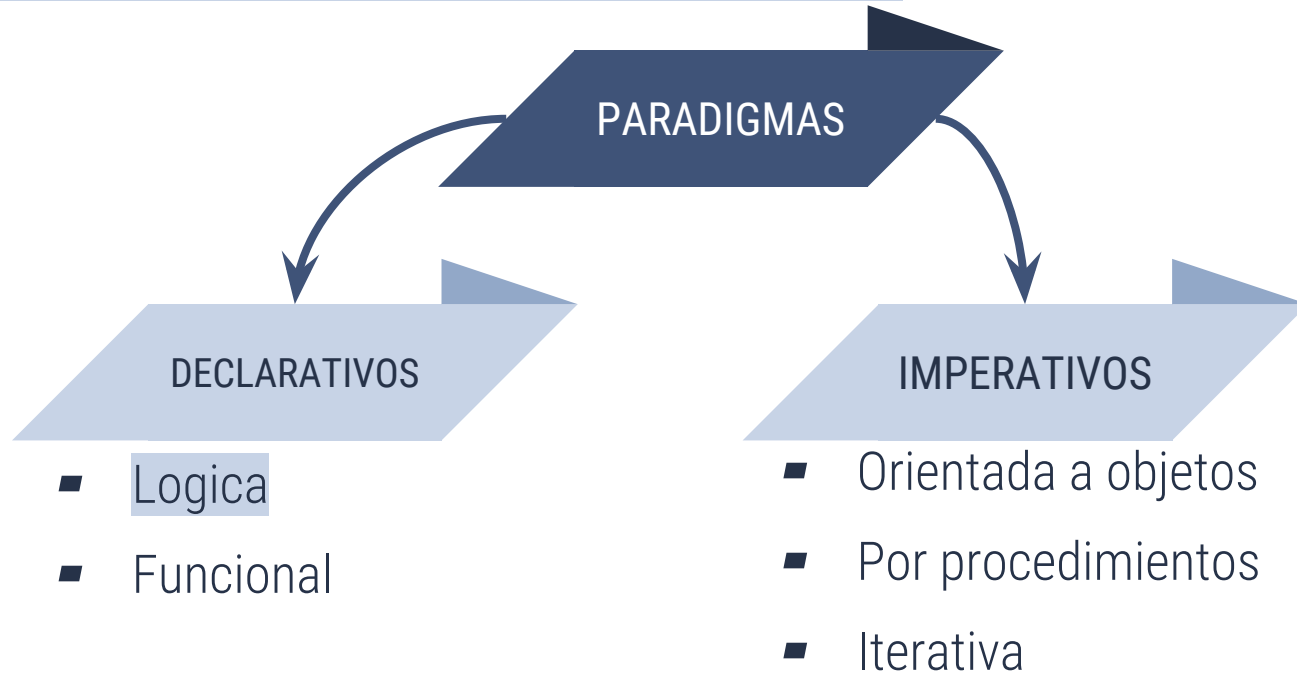 PARADIGMAS
DECLARATIVOS
Logica
Funcional
IMPERATIVOS
Orientada a objetos
Por procedimientos
Iterativa